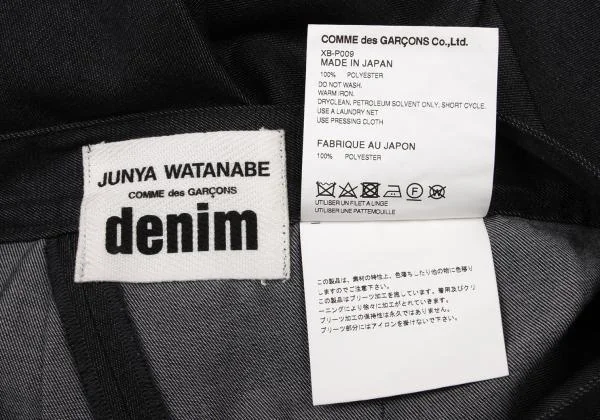 JUNYA WATANABE
COMME des GARÇONS
denim
COMME des GARÇONS Co.,Ltd.
XB-P009
MADE IN JAPAN
100% POLYESTER
DO NOT WASH.
WARM IRON.
DRYCLEAN, PETROLEUM SOLVENT ONLY, SHORT CYCLE.
USE A LAUNDRY NET
USE PRESSING CLOTH
FABRIQUE AU JAPON
100% POLYESTER
UTILISER UN FILET A LINGE
UTILISER UNE PATTEMOUILLE
この製品は、素材の特性上、色落ちしたり他の物に色移り
しますのでご注意下さい。
この製品はプリーツ加工を施しています。着用及びクリ
ーニングにより徐々に加工がとれていきます。
プリーツ加工の保持性は永久ではありません。
プリーツ部分にはアイロンを掛けないで下さい。